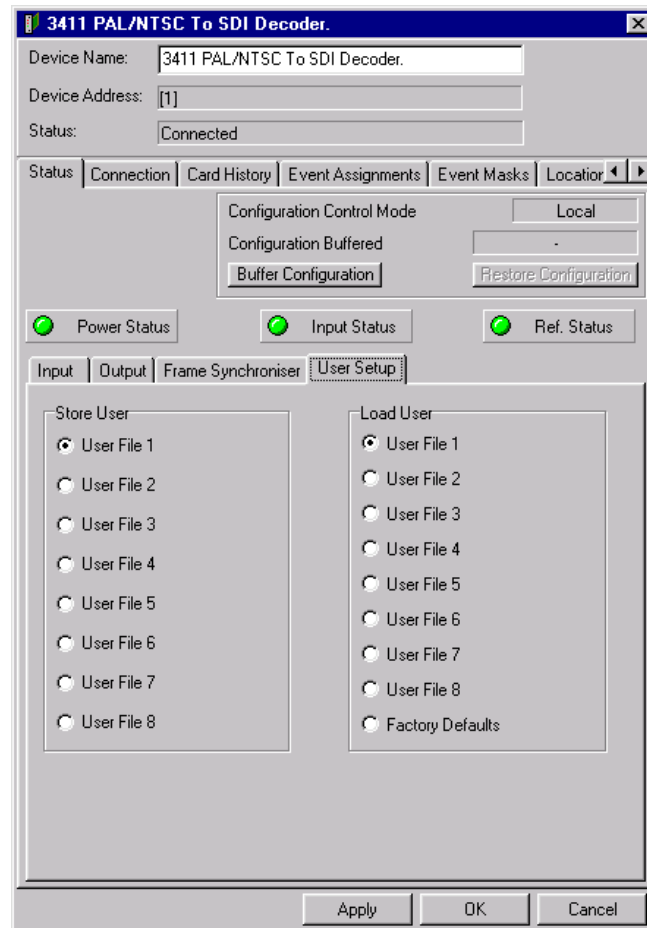 3411 PAL/NTSC To SDI Decoder.
Device Name: 3411 PAL/NTSC To SDI Decoder.
Device Address: [1]
Status: Connected
Status Connection Card History Event Assignments Event Masks Location
Configuration Control Mode Local
Configuration Buffered -
Buffer Configuration Restore Configuration
Power Status Input Status Ref. Status
Input Output Frame Synchroniser User Setup
Store User
User File 1
User File 2
User File 3
User File 4
User File 5
User File 6
User File 7
User File 8
Load User
User File 1
User File 2
User File 3
User File 4
User File 5
User File 6
User File 7
User File 8
Factory Defaults
Apply OK Cancel